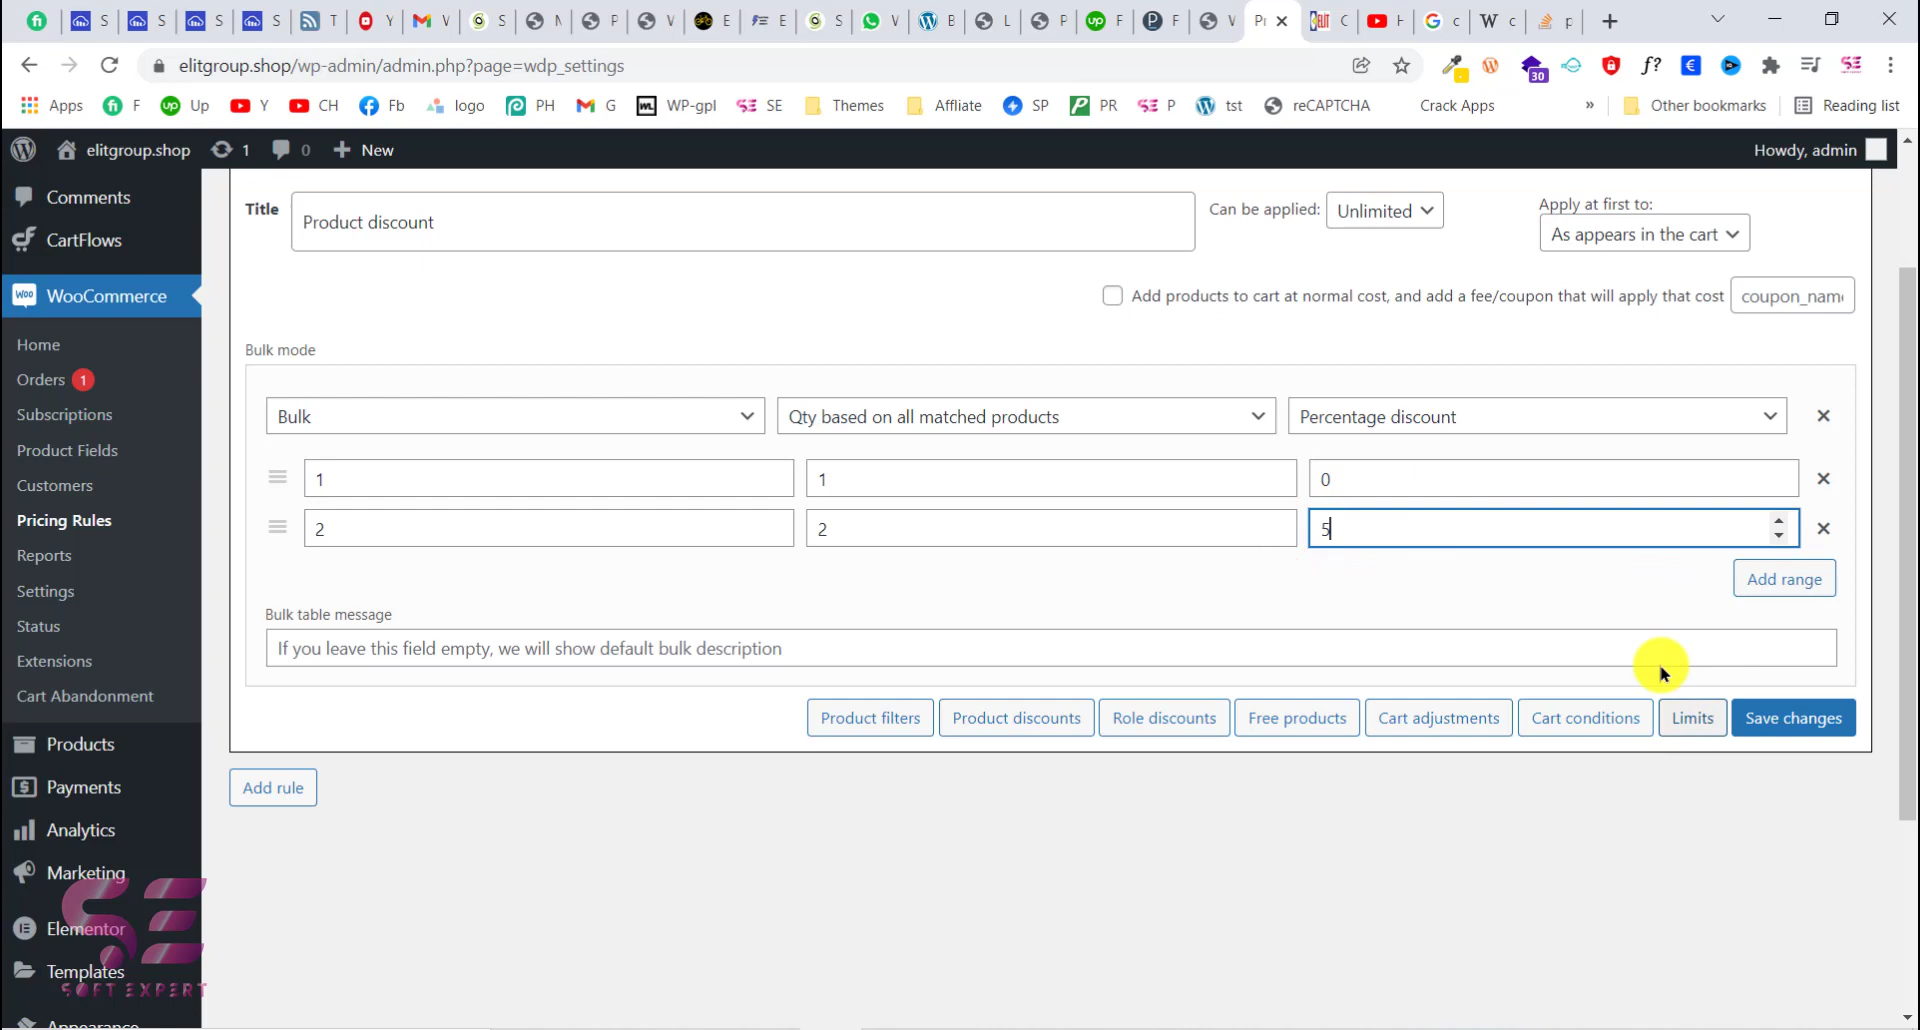 S S S S T Y V S N P V E E S V B L P F F V Pr C H c c p
elitgroup.shop/wp-admin/admin.php?page=wdp_settings
30 f?
Apps F Up Y CH Fb logo PH G WP-gpl SE Themes Affliate SP PR P tst reCAPTCHA Crack Apps » Other bookmarks Reading list
elitgroup.shop 1 0 New Howdy, admin
Comments
CartFlows
WooCommerce
Home
Orders 1
Subscriptions
Product Fields
Customers
Pricing Rules
Reports
Settings
Status
Extensions
Cart Abandonment
Products
Payments
Analytics
Marketing
Elementor
Templates
Appearance
SE
SOFT EXPERT
Title Product discount Can be applied: Unlimited Apply at first to:
As appears in the cart
Add products to cart at normal cost, and add a fee/coupon that will apply that cost coupon_nam
Bulk mode
Bulk Qty based on all matched products Percentage discount
1 1 0
2 2 5
Add range
Bulk table message
If you leave this field empty, we will show default bulk description
Product filters Product discounts Role discounts Free products Cart adjustments Cart conditions Limits Save changes
Add rule